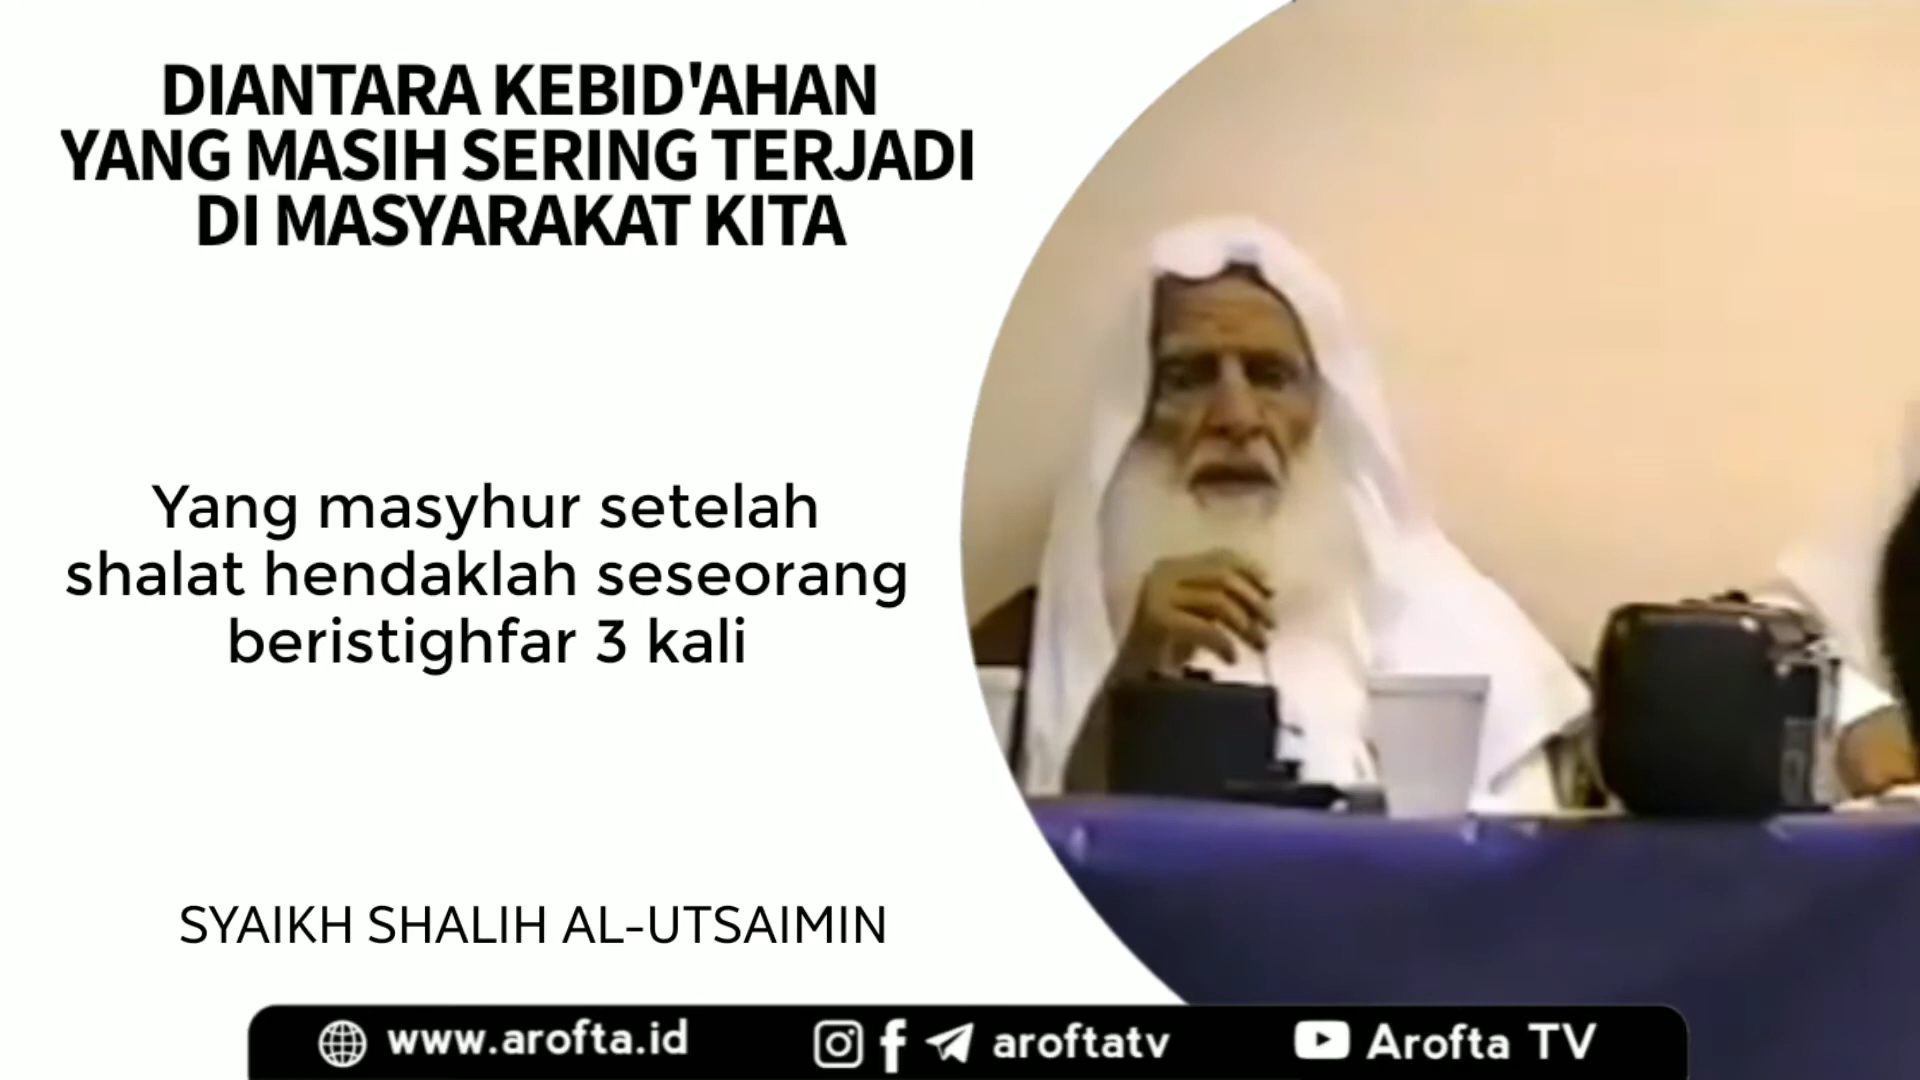 DIANTARA KEBID'AHAN
YANG MASIH SERING TERJADI
DI MASYARAKAT KITA
Yang masyhur setelah
shalat hendaklah seseorang
beristighfar 3 kali
SYAIKH SHALIH AL-UTSAIMIN
www.arofta.id
aroftatv
Arofta TV